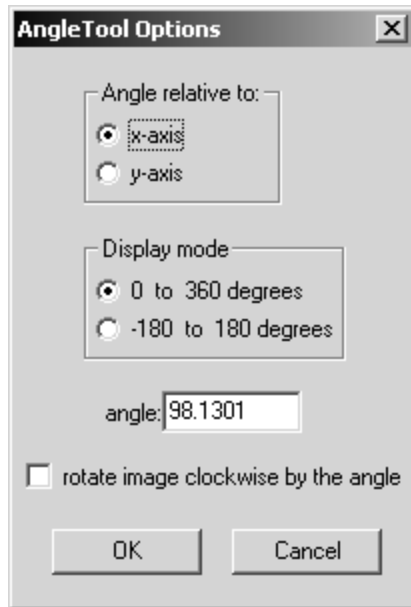 AngleTool Options
Angle relative to:
x-axis
y-axis
Display mode
0 to 360 degrees
-180 to 180 degrees
angle: 98.1301
rotate image clockwise by the angle
OK Cancel